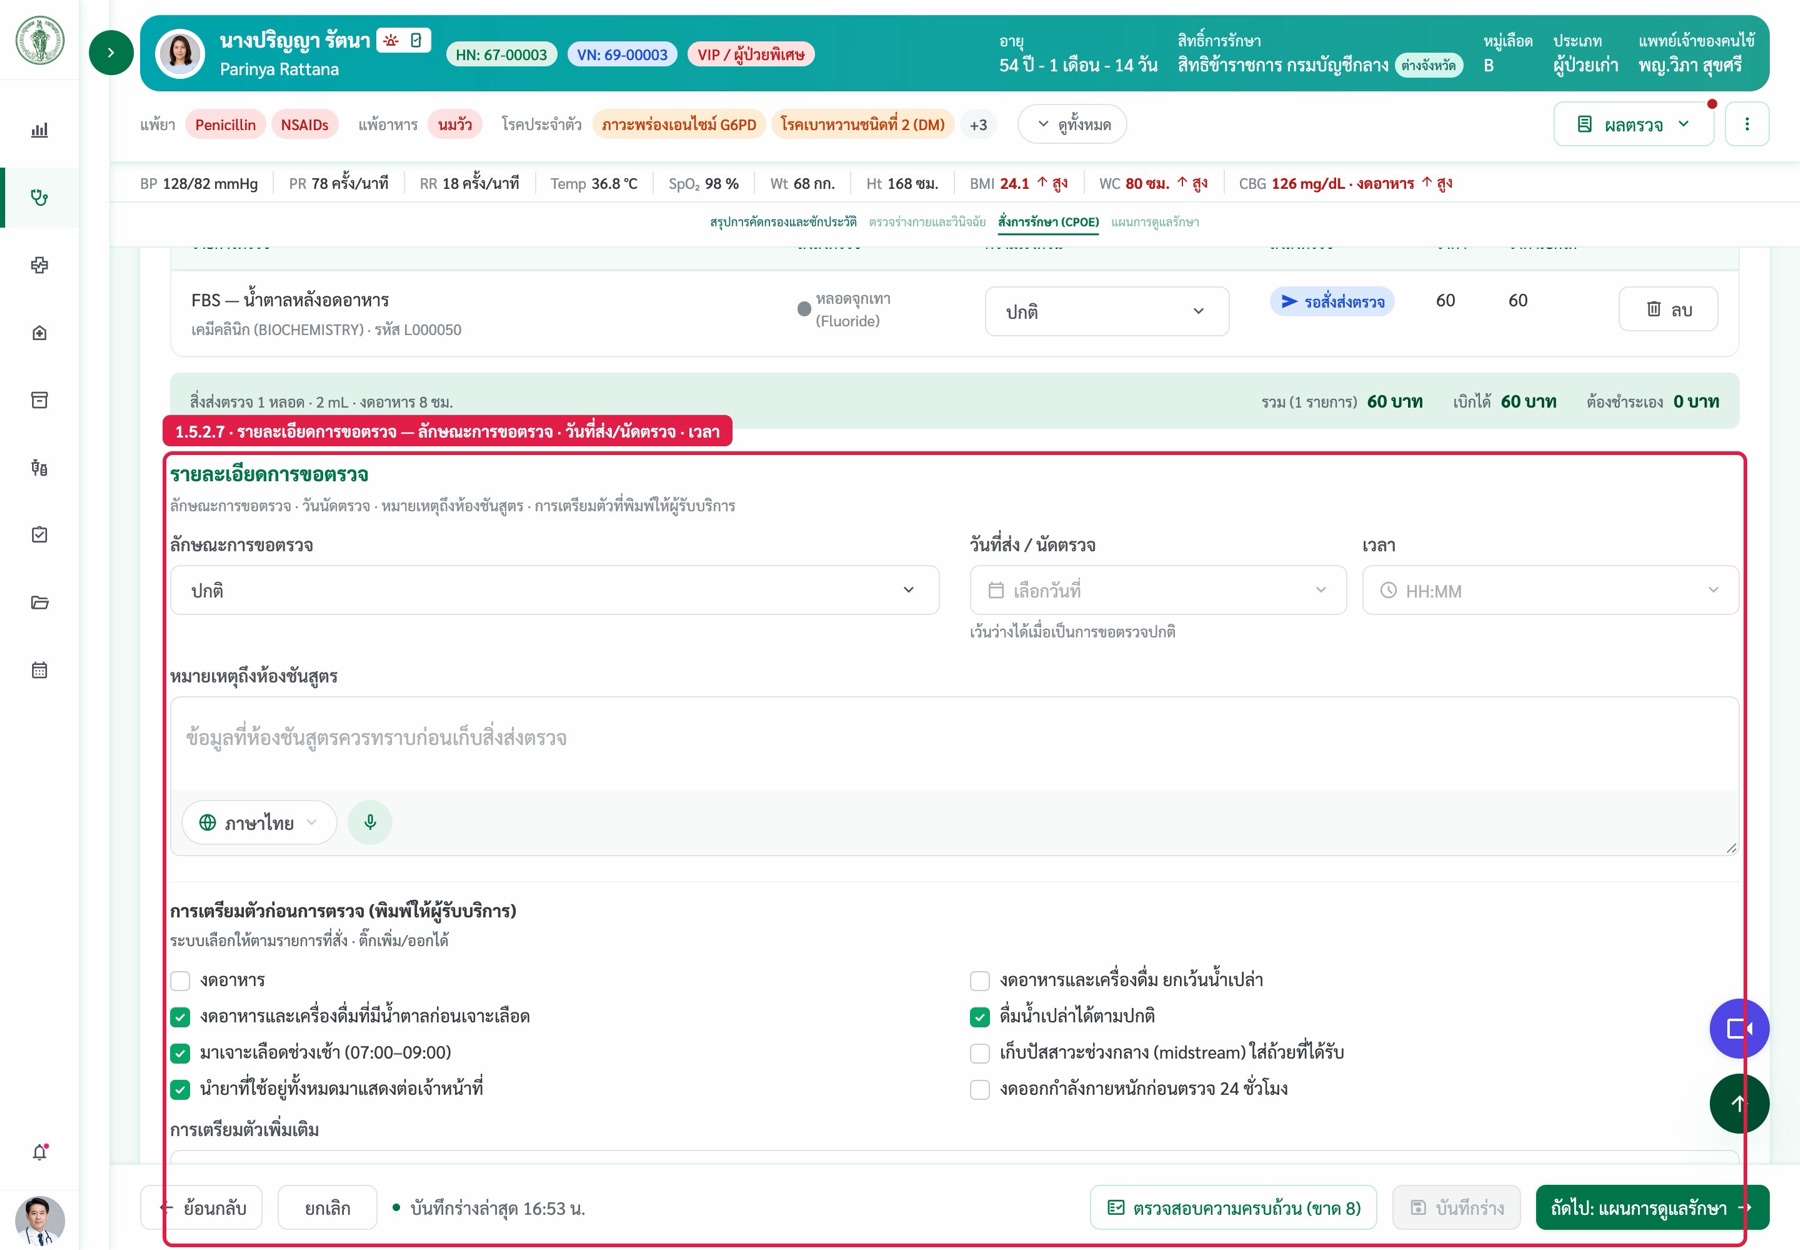 นางปริญญา รัตนา
Parinya Rattana
HN: 67-00003
VN: 69-00003
VIP / ผู้ป่วยพิเศษ
อายุ
54 ปี - 1 เดือน - 14 วัน
สิทธิ์การรักษา
สิทธิข้าราชการ กรมบัญชีกลาง ต่างจังหวัด
หมู่เลือด
B
ประเภท
ผู้ป่วยเก่า
แพทย์เจ้าของคนไข้
พญ.วิภา สุขศรี
แพ้ยา Penicillin NSAIDs แพ้อาหาร นมวัว โรคประจำตัว ภาวะพร่องเอนไซม์ G6PD โรคเบาหวานชนิดที่ 2 (DM) +3 ดูทั้งหมด
ผลตรวจ
BP 128/82 mmHg PR 78 ครั้ง/นาที RR 18 ครั้ง/นาที Temp 36.8 °C SpO₂ 98 % Wt 68 กก. Ht 168 ซม. BMI 24.1 ↑ สูง WC 80 ซม. ↑ สูง CBG 126 mg/dL · งดอาหาร ↑ สูง
สรุปการคัดกรองและซักประวัติ ตรวจร่างกายและวินิจฉัย สั่งการรักษา (CPOE) แผนการดูแลรักษา
FBS — น้ำตาลหลังอดอาหาร
เคมีคลินิก (BIOCHEMISTRY) · รหัส L000050
หลอดจุกเทา
(Fluoride)
ปกติ
รอสั่งส่งตรวจ
60
60
ลบ
สิ่งส่งตรวจ 1 หลอด · 2 mL · งดอาหาร 8 ชม.
รวม (1 รายการ) 60 บาท เบิกได้ 60 บาท ต้องชำระเอง 0 บาท
1.5.2.7 · รายละเอียดการขอตรวจ — ลักษณะการขอตรวจ · วันที่ส่ง/นัดตรวจ · เวลา
รายละเอียดการขอตรวจ
ลักษณะการขอตรวจ · วันนัดตรวจ · หมายเหตุถึงห้องชันสูตร · การเตรียมตัวที่พิมพ์ให้ผู้รับบริการ
ลักษณะการขอตรวจ
ปกติ
วันที่ส่ง / นัดตรวจ
เลือกวันที่
เว้นว่างได้เมื่อเป็นการขอตรวจปกติ
เวลา
HH:MM
หมายเหตุถึงห้องชันสูตร
ข้อมูลที่ห้องชันสูตรควรทราบก่อนเก็บสิ่งส่งตรวจ
ภาษาไทย
การเตรียมตัวก่อนการตรวจ (พิมพ์ให้ผู้รับบริการ)
ระบบเลือกให้ตามรายการที่สั่ง · ติ๊กเพิ่ม/ออกได้
งดอาหาร
งดอาหารและเครื่องดื่ม ยกเว้นน้ำเปล่า
งดอาหารและเครื่องดื่มที่มีน้ำตาลก่อนเจาะเลือด
ดื่มน้ำเปล่าได้ตามปกติ
มาเจาะเลือดช่วงเช้า (07:00–09:00)
เก็บปัสสาวะช่วงกลาง (midstream) ใส่ถ้วยที่ได้รับ
นำยาที่ใช้อยู่ทั้งหมดมาแสดงต่อเจ้าหน้าที่
งดออกกำลังกายหนักก่อนตรวจ 24 ชั่วโมง
การเตรียมตัวเพิ่มเติม
← ย้อนกลับ
ยกเลิก
บันทึกร่างล่าสุด 16:53 น.
ตรวจสอบความครบถ้วน (ขาด 8)
บันทึกร่าง
ถัดไป: แผนการดูแลรักษา →